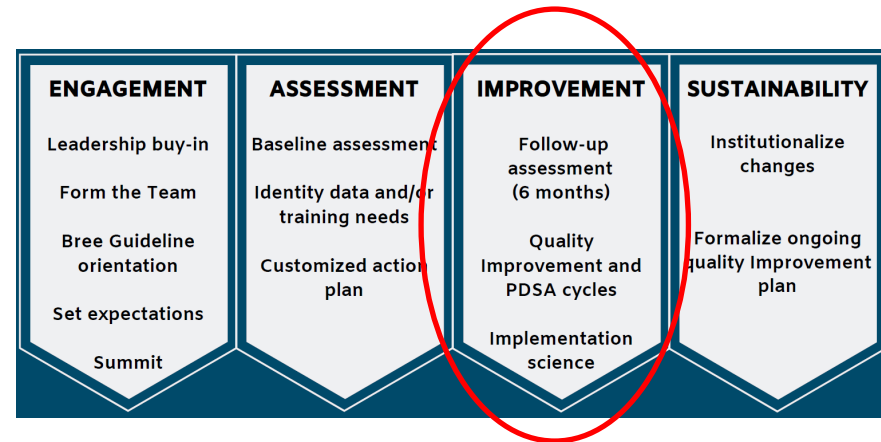 ENGAGEMENT
Leadership buy-in
Form the Team
Bree Guideline
orientation
Set expectations
Summit
ASSESSMENT
Baseline assessment
Identity data and/or
training needs
Customized action
plan
IMPROVEMENT
Follow-up
assessment
(6 months)
Quality
Improvement and
PDSA cycles
Implementation
science
SUSTAINABILITY
Institutionalize
changes
Formalize ongoing
quality Improvement
plan